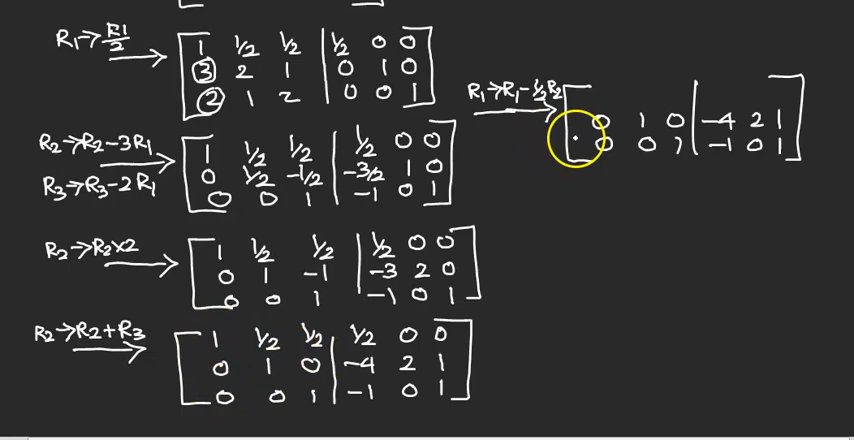 R1→R1/2
1 1/2 1/2 | 1/2 0 0
3 2 1 | 0 1 0
2 1 2 | 0 0 1
R2→R2-3R1
R3→R3-2R1
1 1/2 1/2 | 1/2 0 0
0 1/2 -1/2 | -3/2 1 0
0 0 1 | -1 0 1
R2→R2×2
1 1/2 1/2 | 1/2 0 0
0 1 -1 | -3 2 0
0 0 1 | -1 0 1
R2→R2+R3
1 1/2 1/2 | 1/2 0 0
0 1 0 | -4 2 1
0 0 1 | -1 0 1
R1→R1-1/2R2
0 1 0 | -4 2 1
0 0 1 | -1 0 1